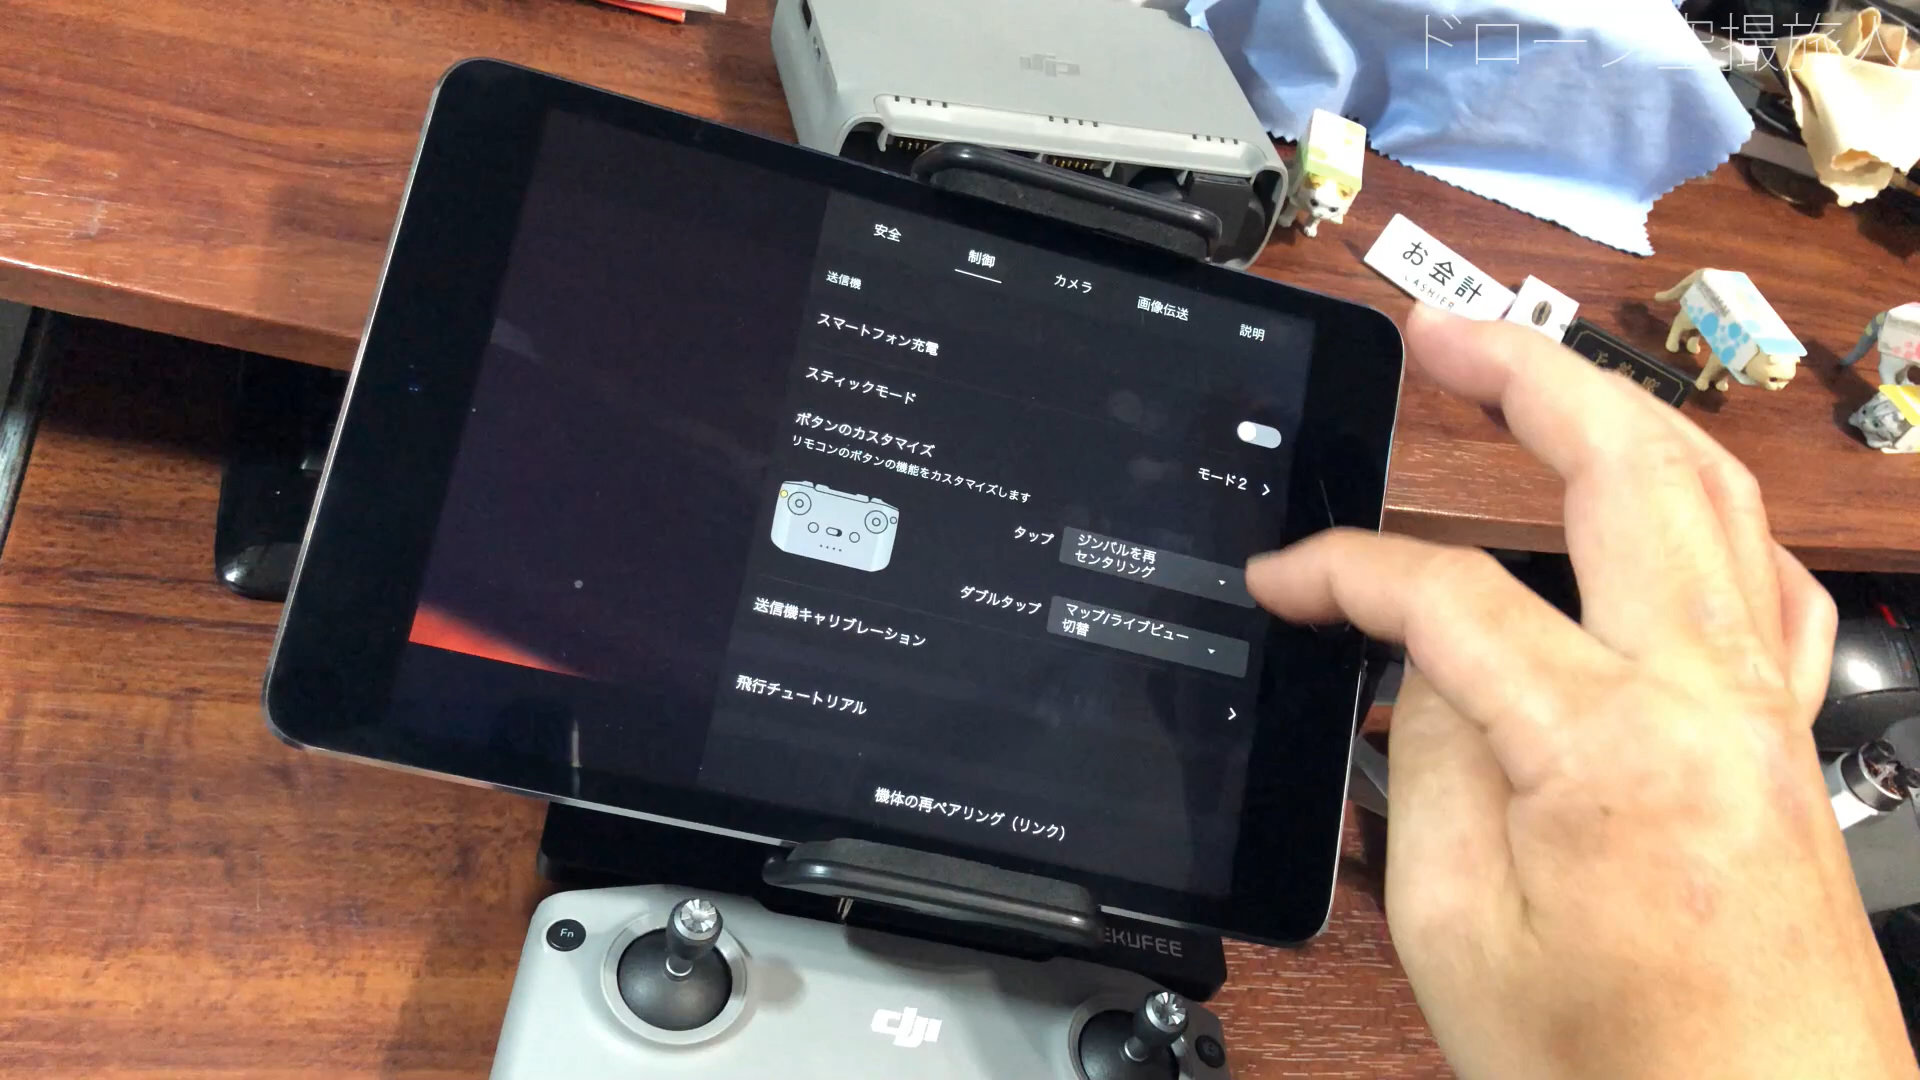 ドローン空撮旅人
安全
制御
カメラ
画像伝送
説明
送信機
スマートフォン充電
スティックモード
モード2
ボタンのカスタマイズ
リモコンのボタンの機能をカスタマイズします
タップ
ジンバルを再
センタリング
ダブルタップ
マップ/ライブビュー
切替
送信機キャリブレーション
飛行チュートリアル
機体の再ペアリング(リンク)
お会計
CASHIER
Fn
dji
EKUFEE
dji